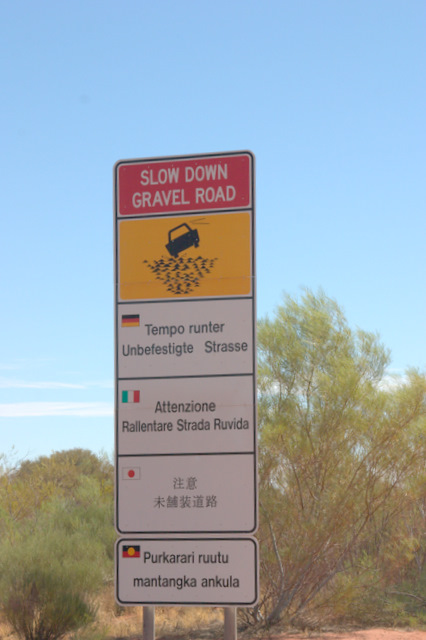 SLOW DOWN
GRAVEL ROAD
Tempo runter
Unbefestigte Strasse
Attenzione
Rallentare Strada Ruvida
注意
未舗装道路
Purkarari ruutu
mantangka ankula